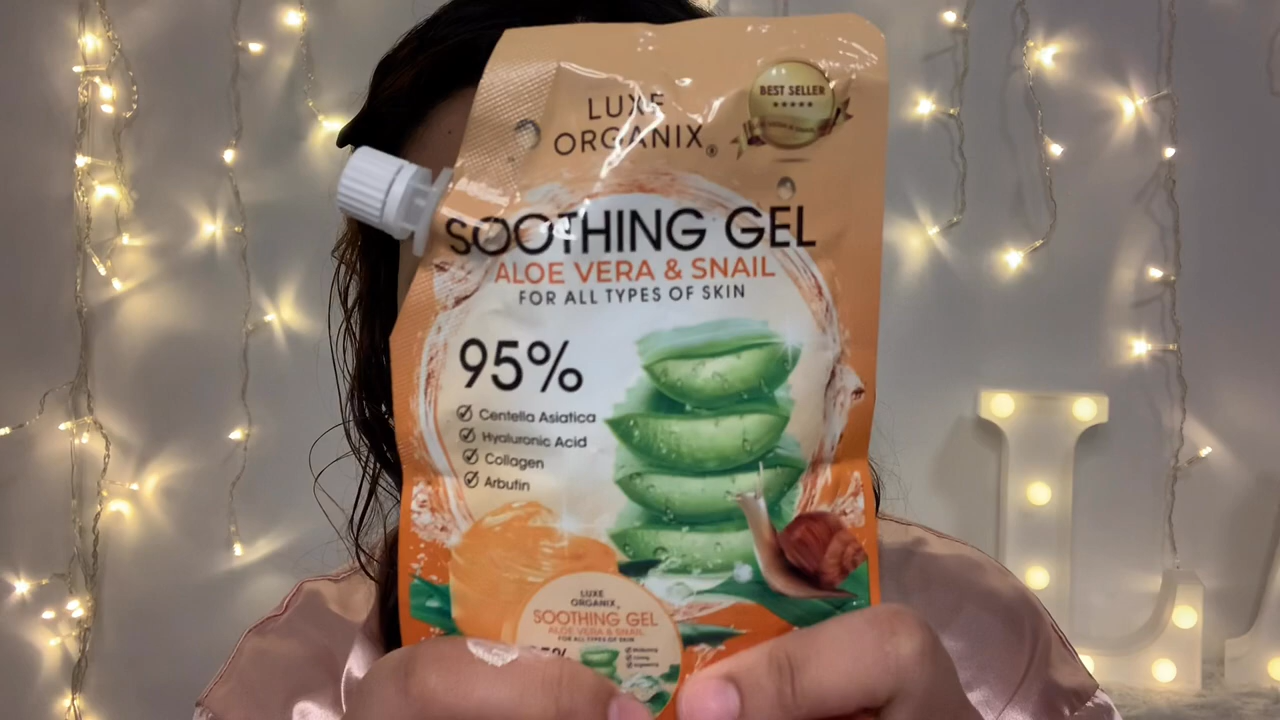 LUXE
ORGANIX®
BEST SELLER
SOOTHING GEL
ALOE VERA & SNAIL
FOR ALL TYPES OF SKIN
95%
Centella Asiatica
Hyaluronic Acid
Collagen
Arbutin
LUXE
ORGANIX
SOOTHING GEL
ALOE VERA & SNAIL
FOR ALL TYPES OF SKIN
L